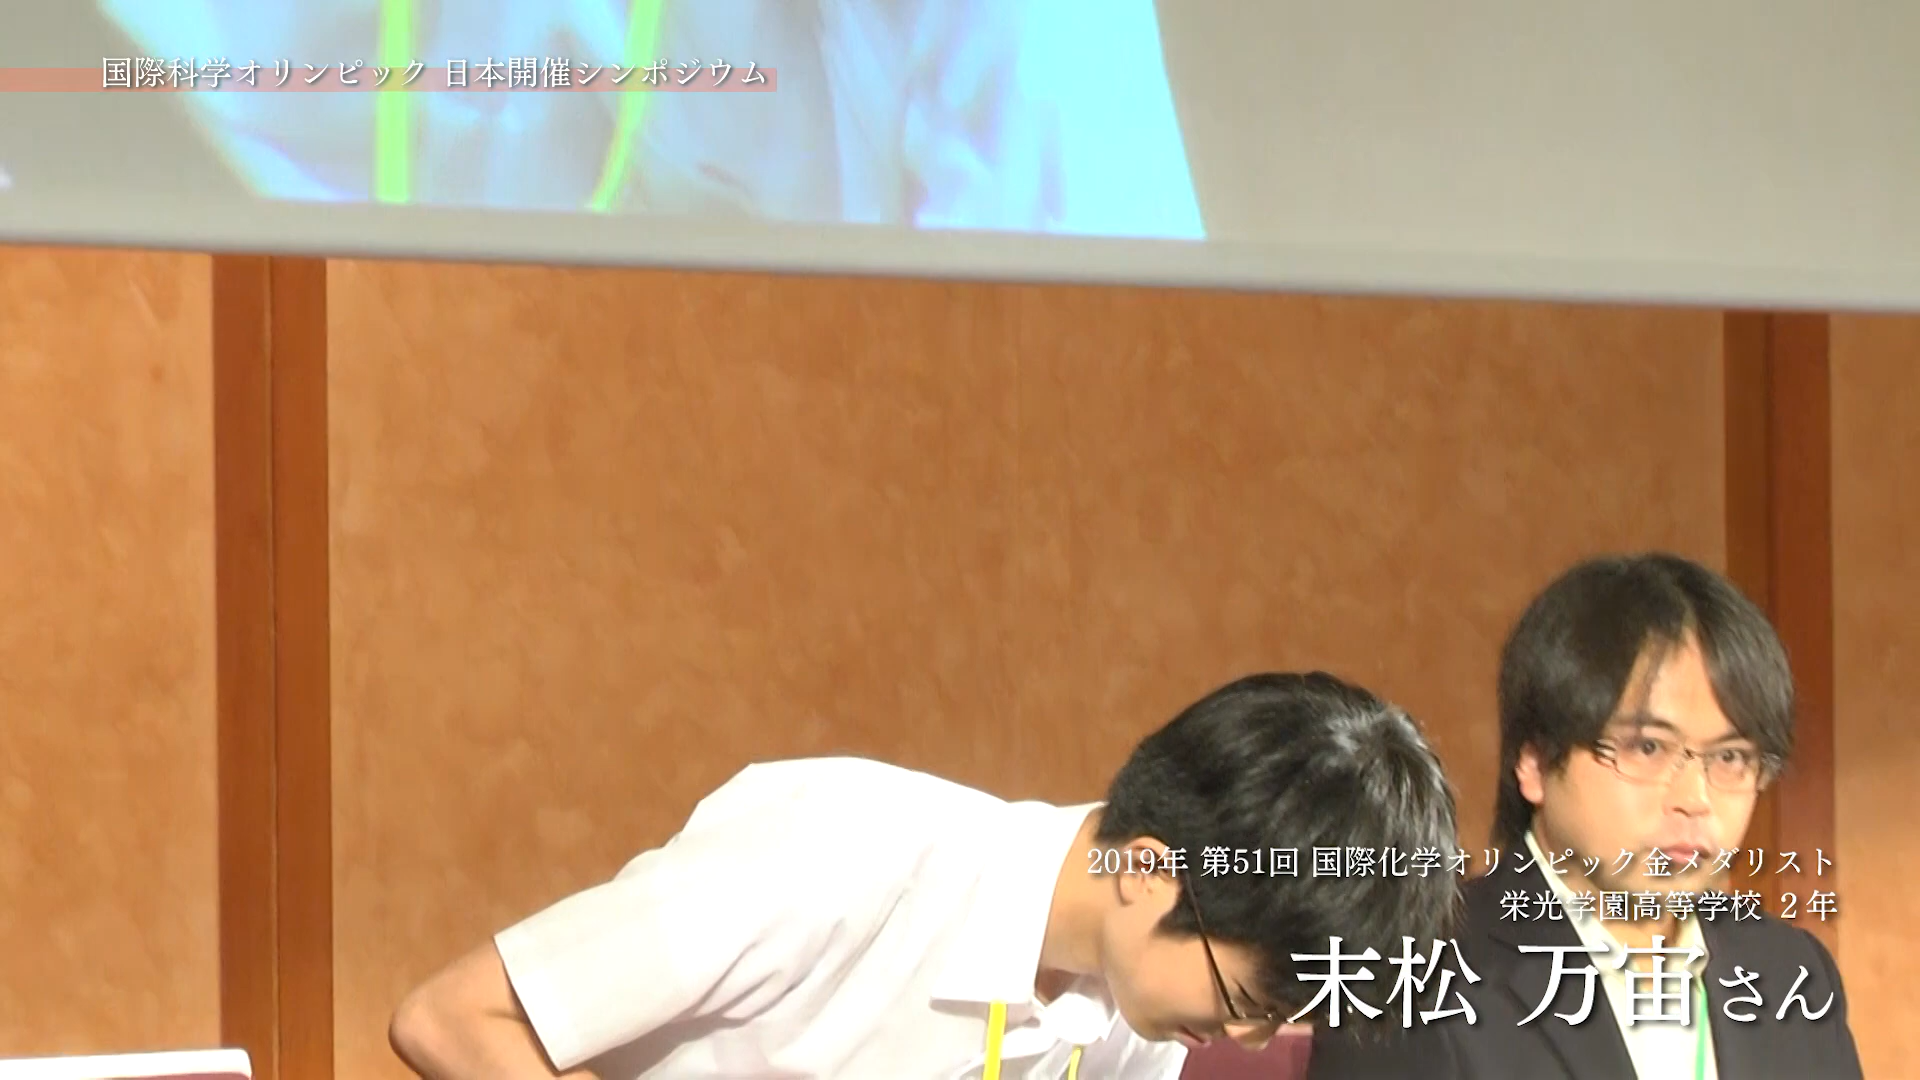 国際科学オリンピック 日本開催シンポジウム
2019年 第51回 国際化学オリンピック金メダリスト
栄光学園高等学校 ２年
末松 万宙さん